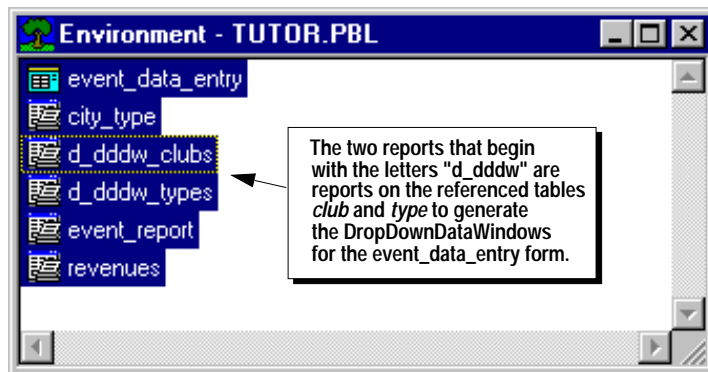 Environment - TUTOR.PBL
event_data_entry
city_type
d_dddw_clubs
d_dddw_types
event_report
revenues
The two reports that begin
with the letters "d_dddw" are
reports on the referenced tables
club and type to generate
the DropDownDataWindows
for the event_data_entry form.